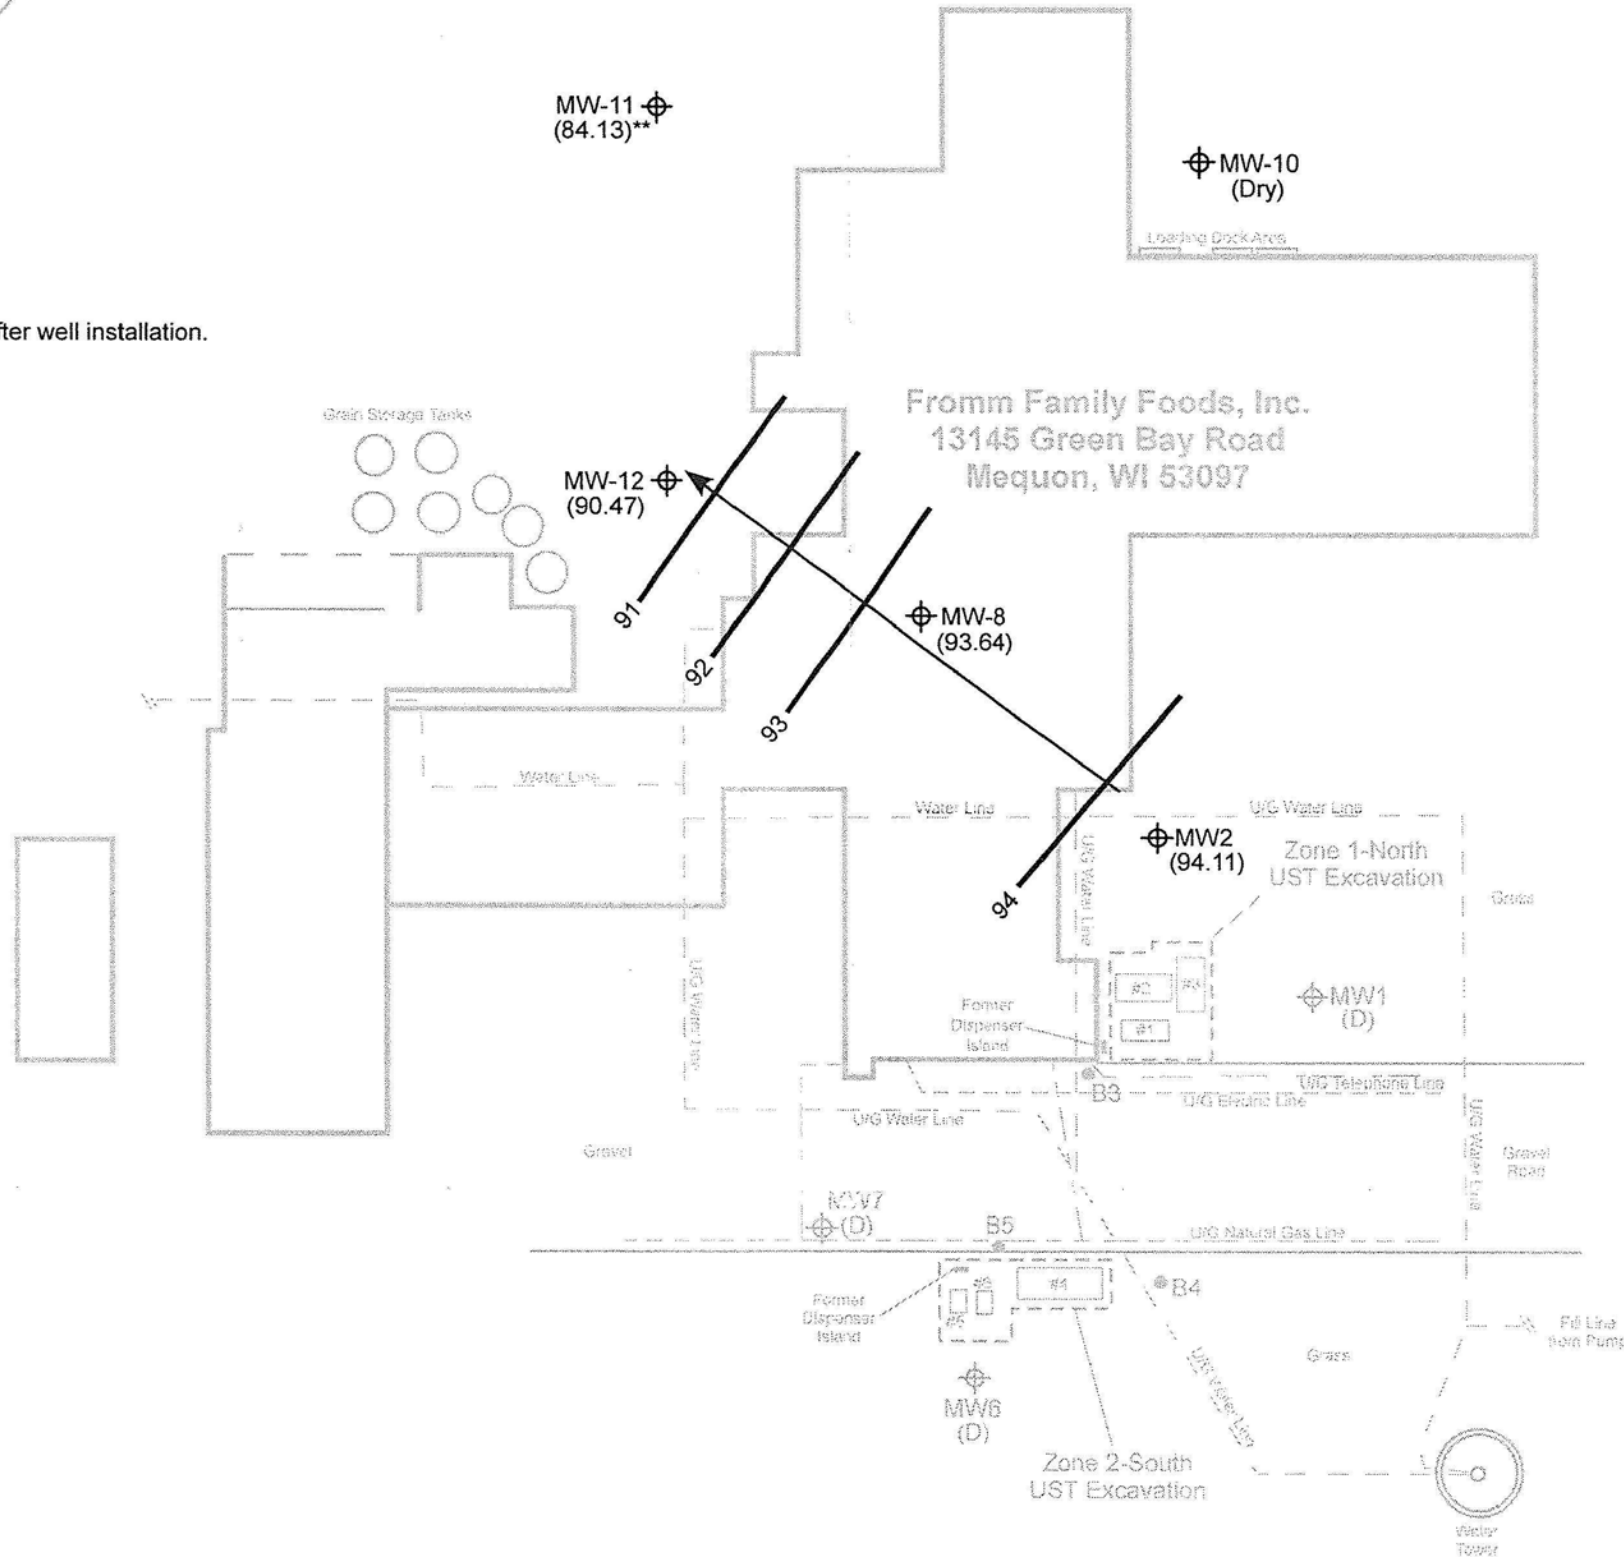 MW-11
(84.13)**
MW-10
(Dry)
Loading Dock Area
fter well installation.
Grain Storage Tanks
Fromm Family Foods, Inc.
13145 Green Bay Road
Mequon, WI 53097
MW-12
(90.47)
91
92
93
MW-8
(93.64)
94
Water Line
Water Line
U/G Water Line
MW2
(94.11)
Zone 1-North
UST Excavation
Grass
U/G Water Line
U/G Water Line
#2
#3
#1
Former
Dispenser
Island
MW1
(D)
B3
U/G Telephone Line
U/G Electric Line
U/G Water Line
Gravel
U/G Water Line
Gravel
Road
MW7
(D)
B5
U/G Natural Gas Line
B4
#4
Former
Dispenser
Island
Grass
U/G Water Line
MW6
(D)
Zone 2-South
UST Excavation
Water
Tower